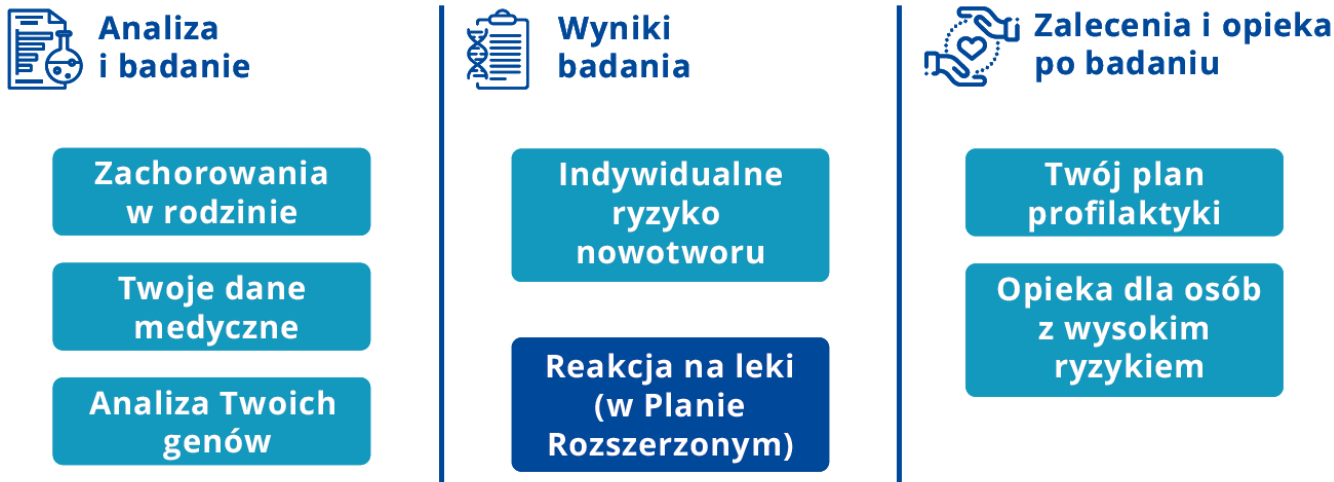 Analiza
i badanie
Zachorowania
w rodzinie
Twoje dane
medyczne
Analiza Twoich
genów
Wyniki
badania
Indywidualne
ryzyko
nowotworu
Reakcja na leki
(w Planie
Rozszerzonym)
Zalecenia i opieka
po badaniu
Twój plan
profilaktyki
Opieka dla osób
z wysokim
ryzykiem